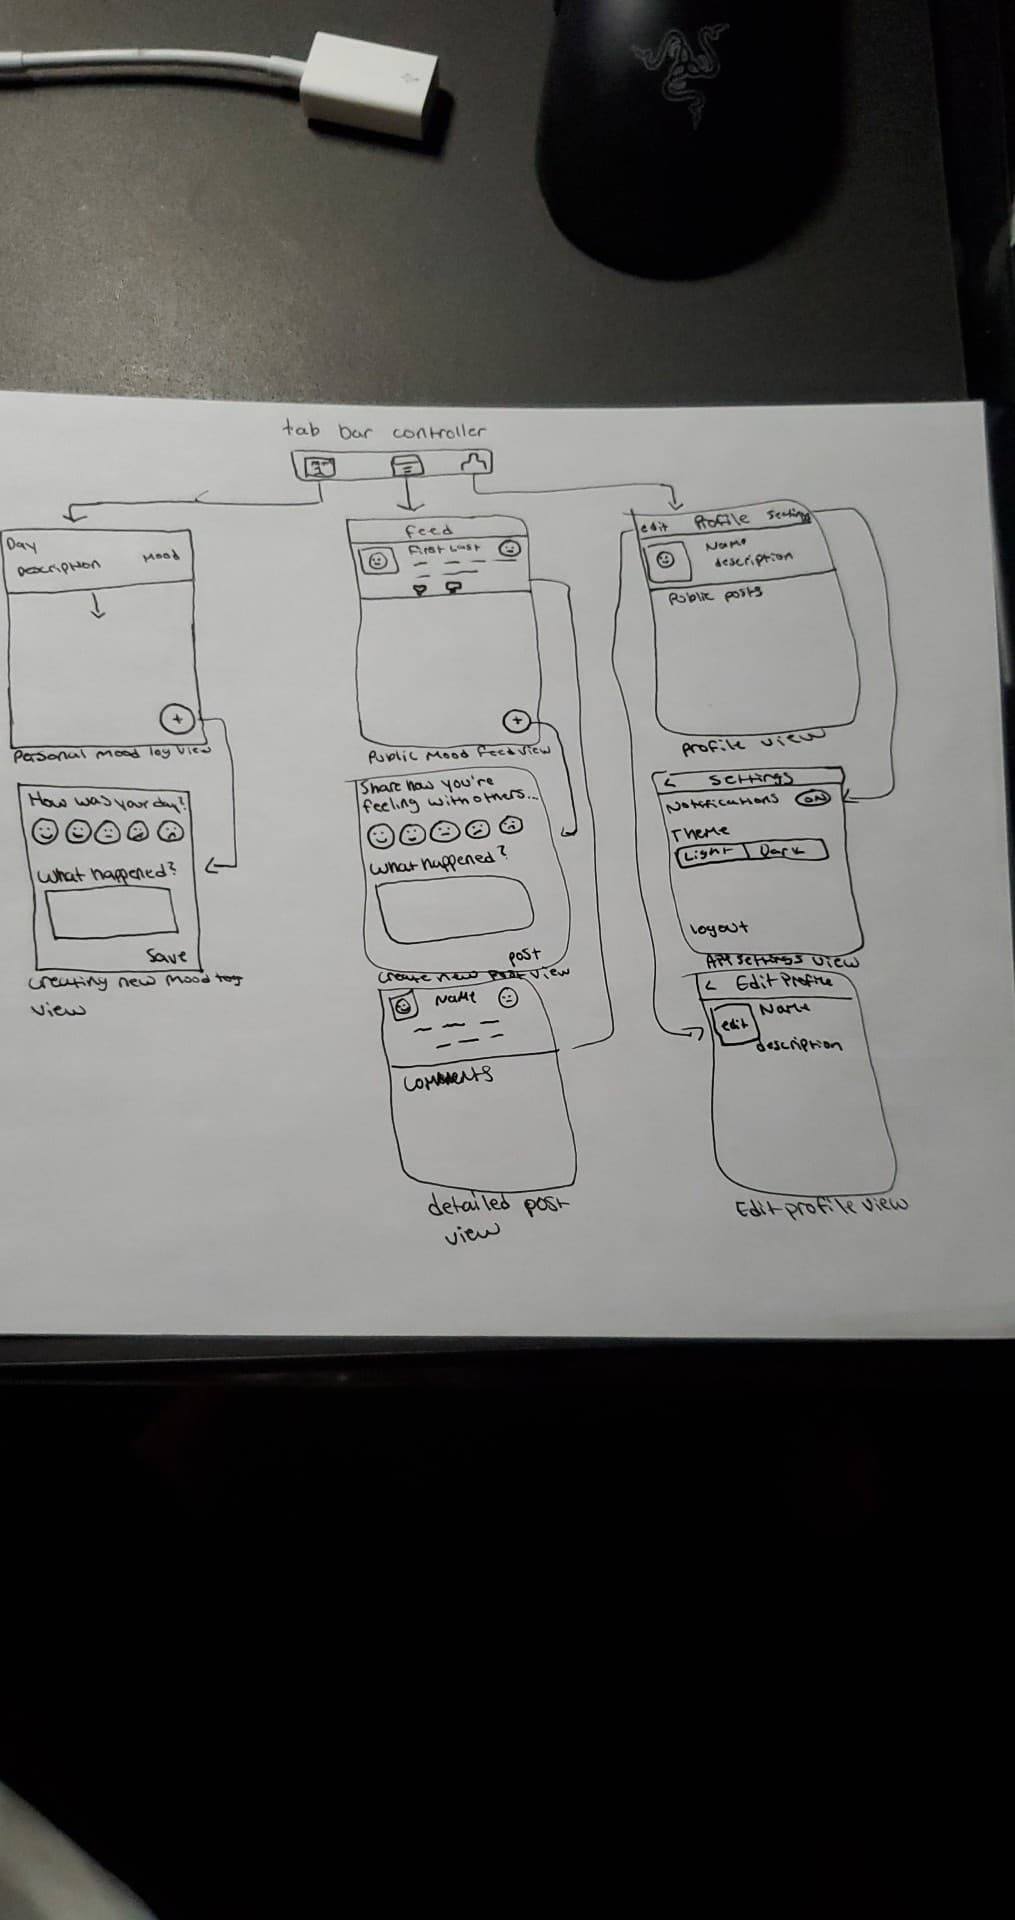 tab bar controller
Day
Description Mood
+
Personal Mood log view
How was your day?
What happened?
Save
creating new mood log
view
Feed
First Last
+
Public Mood Feed view
Share how you're
feeling with others...
What happened?
post
create new post view
Name
comments
detailed post
view
edit Profile Settings
Name
description
Public posts
profile view
< Settings
Notifications ON
Theme
Light Dark
logout
App settings view
< Edit Profile
edit Name
description
Edit profile view